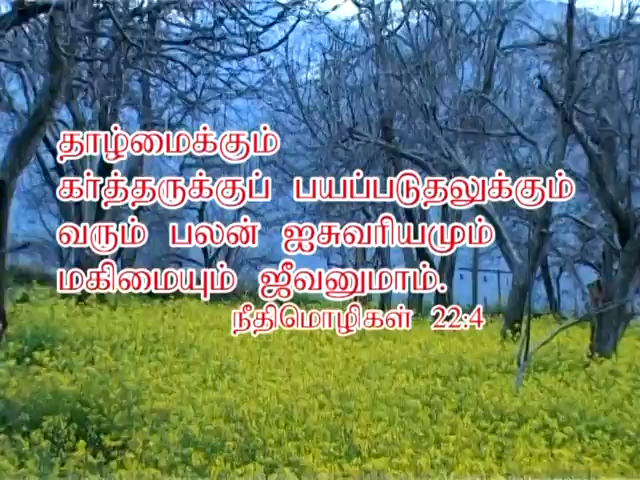 தாழ்மைக்கும்
கர்த்தருக்குப் பயப்படுதலுக்கும்
வரும் பலன் ஐசுவரியமும்
மகிமையும் ஜீவனுமாம்.
நீதிமொழிகள் 22:4